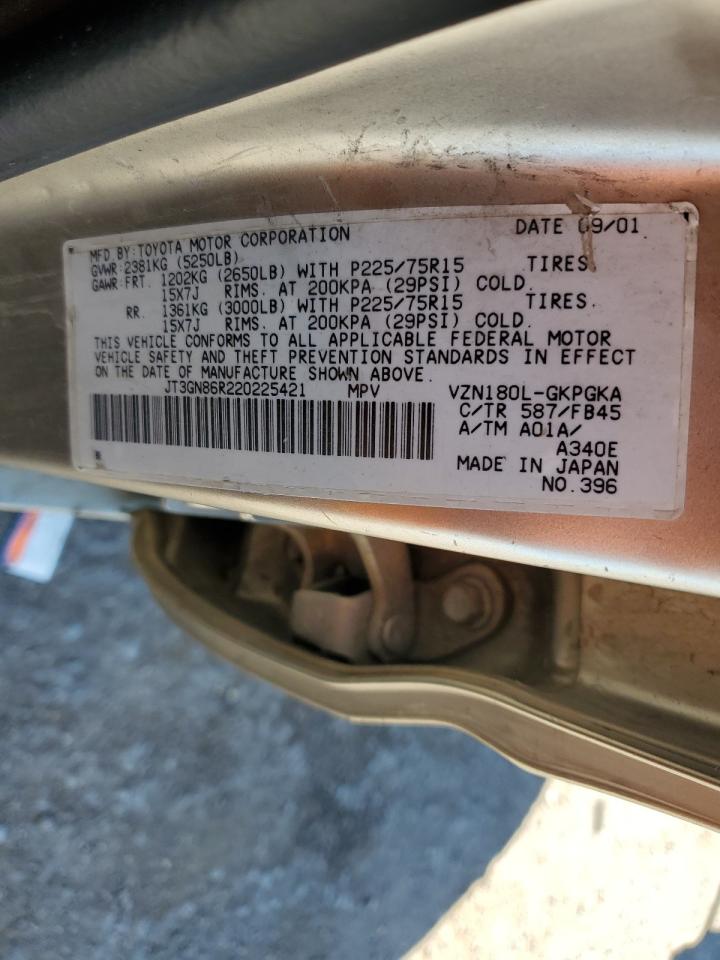 DATE 09/01
MFD BY:TOYOTA MOTOR CORPORATION
GVWR:2381KG (5250LB)
GAWR:FRT. 1202KG (2650LB) WITH P225/75R15 TIRES
15X7J RIMS. AT 200KPA (29PSI) COLD.
RR. 1361KG (3000LB) WITH P225/75R15 TIRES.
15X7J RIMS. AT 200KPA (29PSI) COLD.
THIS VEHICLE CONFORMS TO ALL APPLICABLE FEDERAL MOTOR
VEHICLE SAFETY AND THEFT PREVENTION STANDARDS IN EFFECT
ON THE DATE OF MANUFACTURE SHOWN ABOVE.
JT3GN86R220225421 MPV VZN180L-GKPGKA
C/TR 587/FB45
A/TM A01A/
A340E
MADE IN JAPAN
NO.396